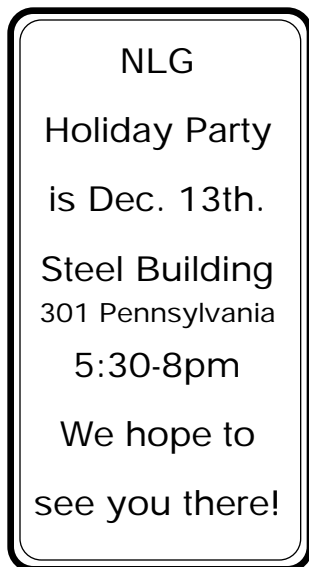 NLG
Holiday Party
is Dec. 13th.
Steel Building
301 Pennsylvania
5:30-8pm
We hope to
see you there!